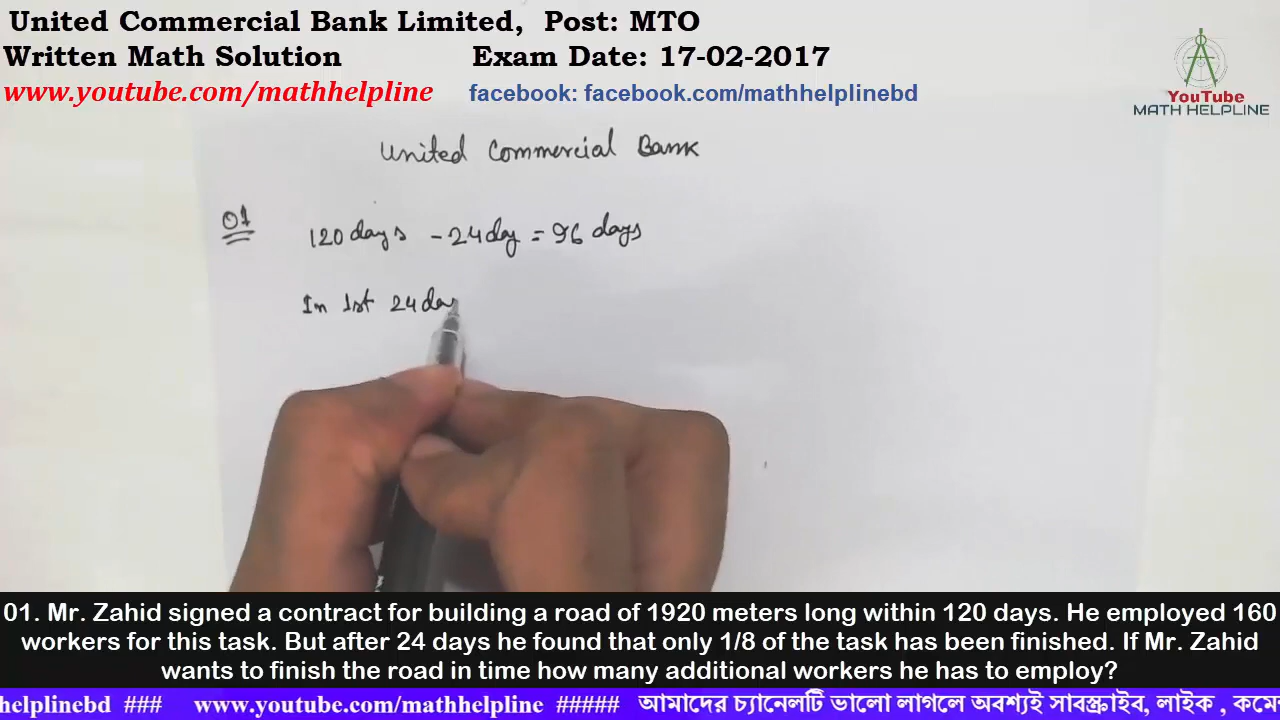 United Commercial Bank Limited, Post: MTO
Written Math Solution Exam Date: 17-02-2017
www.youtube.com/mathhelpline facebook: facebook.com/mathhelplinebd
YouTube
MATH HELPLINE
United Commercial Bank
01 120 days - 24 day = 96 days
In 1st 24 day
01. Mr. Zahid signed a contract for building a road of 1920 meters long within 120 days. He employed 160
workers for this task. But after 24 days he found that only 1/8 of the task has been finished. If Mr. Zahid
wants to finish the road in time how many additional workers he has to employ?
helplinebd ### www.youtube.com/mathhelpline ##### আমাদের চ্যানেলটি ভালো লাগলে অবশ্যই সাবস্ক্রাইব, লাইক , কমে